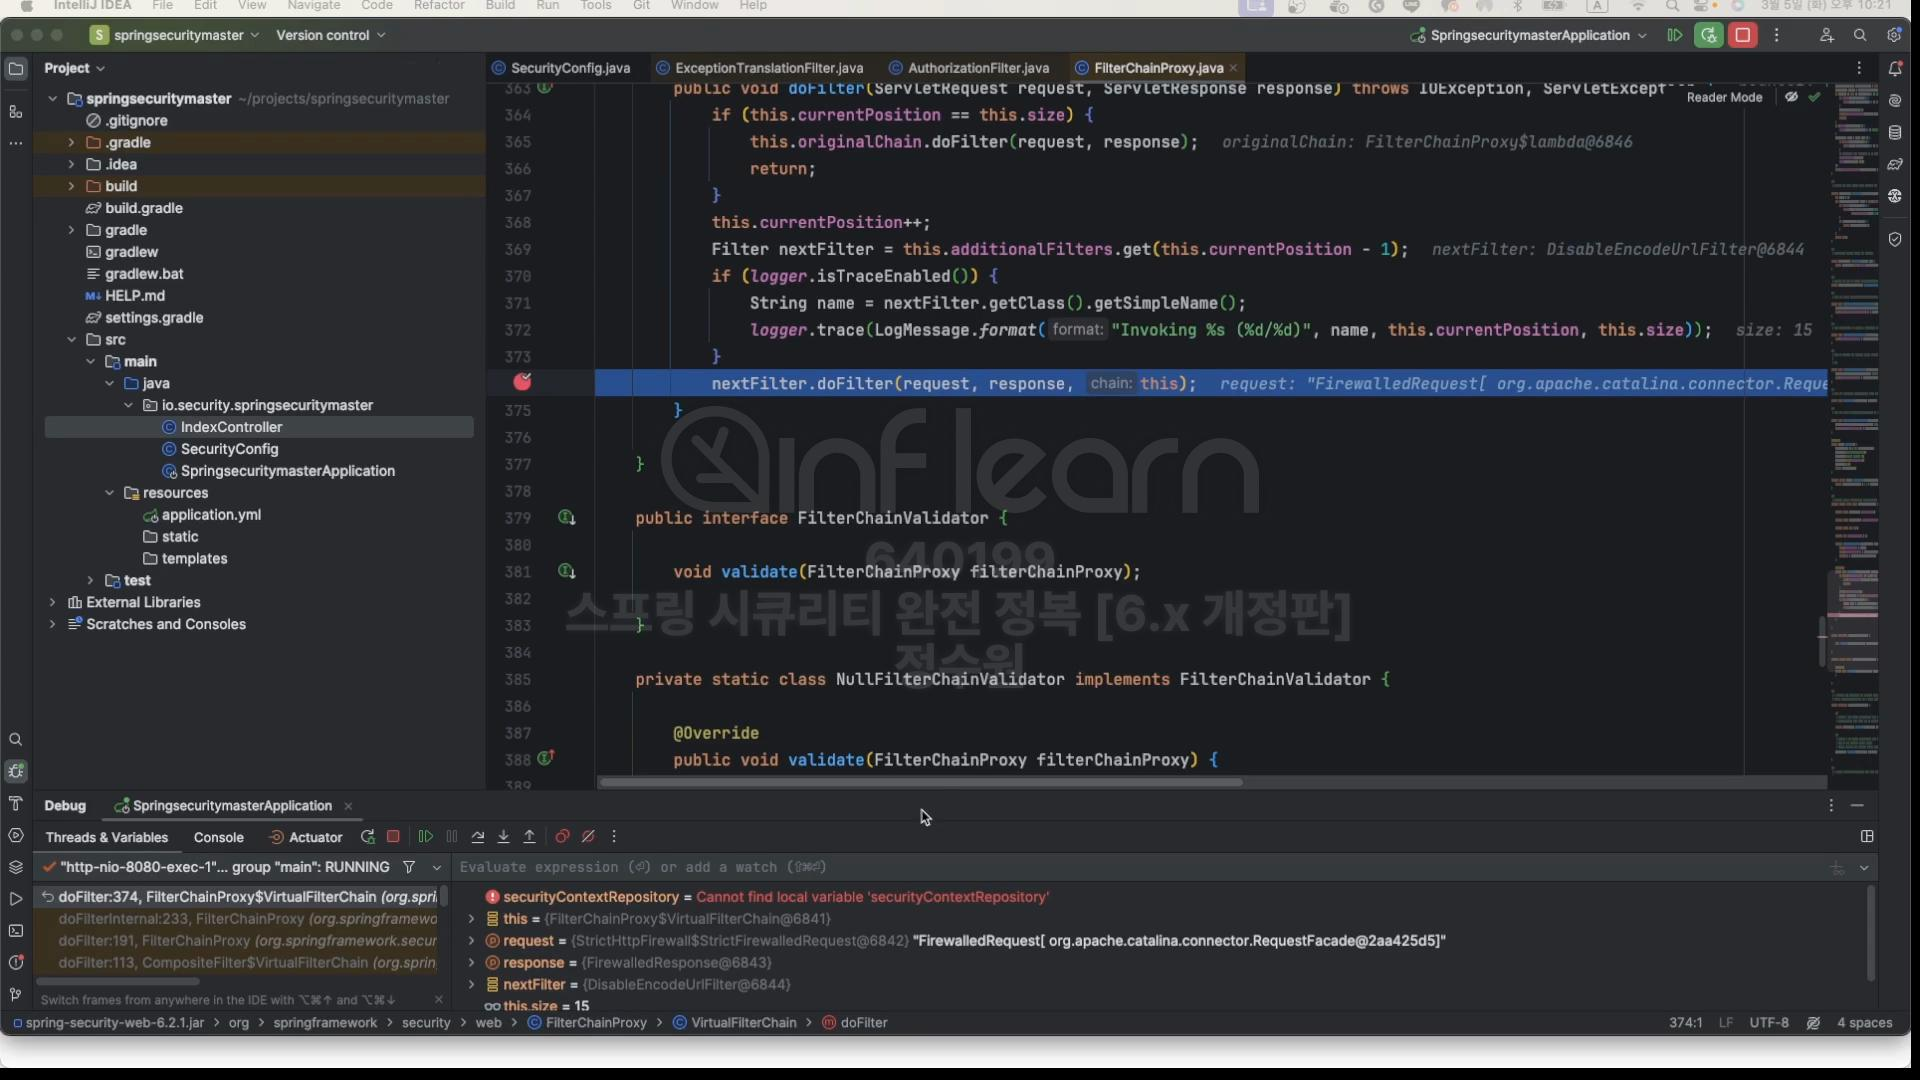 IntelliJ IDEA File Edit View Navigate Code Refactor Build Run Tools Git Window Help A 3월 5일 (화) 오후 10:21
S springsecuritymaster Version control SpringsecuritymasterApplication
Project
springsecuritymaster ~/projects/springsecuritymaster
.gitignore
.gradle
.idea
build
build.gradle
gradle
gradlew
gradlew.bat
HELP.md
settings.gradle
src
main
java
io.security.springsecuritymaster
IndexController
SecurityConfig
SpringsecuritymasterApplication
resources
application.yml
static
templates
test
External Libraries
Scratches and Consoles
SecurityConfig.java ExceptionTranslationFilter.java AuthorizationFilter.java FilterChainProxy.java
Reader Mode
363 public void doFilter(ServletRequest request, ServletResponse response) throws IOException, ServletExcept
364 if (this.currentPosition == this.size) {
365 this.originalChain.doFilter(request, response); originalChain: FilterChainProxy$lambda@6846
366 return;
367 }
368 this.currentPosition++;
369 Filter nextFilter = this.additionalFilters.get(this.currentPosition - 1); nextFilter: DisableEncodeUrlFilter@6844
370 if (logger.isTraceEnabled()) {
371 String name = nextFilter.getClass().getSimpleName();
372 logger.trace(LogMessage.format( format: "Invoking %s (%d/%d)", name, this.currentPosition, this.size)); size: 15
373 }
nextFilter.doFilter(request, response, chain: this); request: "FirewalledRequest[ org.apache.catalina.connector.Reque
375 }
376
377 }
378
379 public interface FilterChainValidator {
380
381 void validate(FilterChainProxy filterChainProxy);
382
383 }
384
385 private static class NullFilterChainValidator implements FilterChainValidator {
386
387 @Override
388 public void validate(FilterChainProxy filterChainProxy) {
389
inflearn
640199
스프링 시큐리티 완전 정복 [6.x 개정판]
정수원
Debug SpringsecuritymasterApplication
Threads & Variables Console Actuator
"http-nio-8080-exec-1"... group "main": RUNNING
doFilter:374, FilterChainProxy$VirtualFilterChain (org.spri
doFilterInternal:233, FilterChainProxy (org.springframewo
doFilter:191, FilterChainProxy (org.springframework.secur
doFilter:113, CompositeFilter$VirtualFilterChain (org.sprin
Switch frames from anywhere in the IDE with ⌥⌘↑ and ⌥⌘↓
Evaluate expression (⏎) or add a watch (⇧⌘⏎)
securityContextRepository = Cannot find local variable 'securityContextRepository'
this = {FilterChainProxy$VirtualFilterChain@6841}
request = {StrictHttpFirewall$StrictFirewalledRequest@6842} "FirewalledRequest[ org.apache.catalina.connector.RequestFacade@2aa425d5]"
response = {FirewalledResponse@6843}
nextFilter = {DisableEncodeUrlFilter@6844}
this.size = 15
spring-security-web-6.2.1.jar > org > springframework > security > web > FilterChainProxy > VirtualFilterChain > doFilter 374:1 LF UTF-8 4 spaces